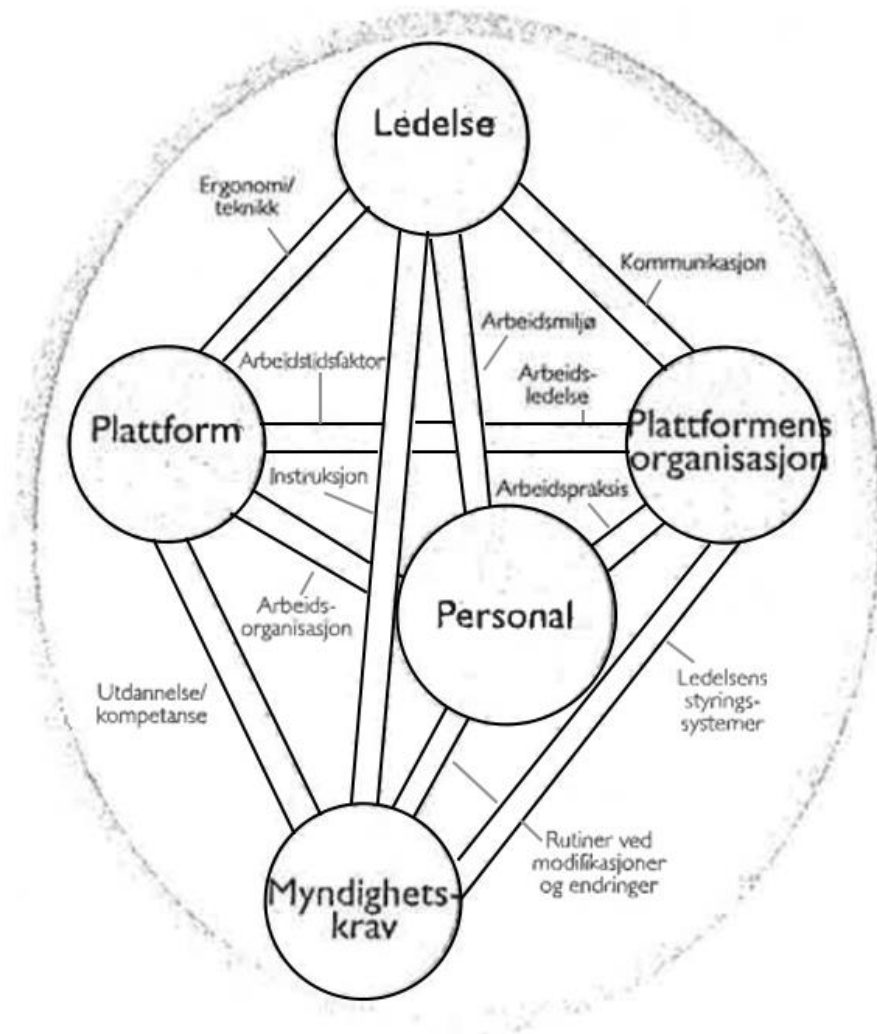 Ledelse
Ergonomi/
teknikk
Kommunikasjon
Arbeidsmiljø
Arbeidstidsfaktor
Arbeids-
ledelse
Plattform
Plattformens
organisasjon
Instruksjon
Arbeidspraksis
Arbeids-
organisasjon
Personal
Utdannelse/
kompetanse
Ledelsens
styrings-
systemer
Rutiner ved
modifikasjoner
og endringer
Myndighets-
krav